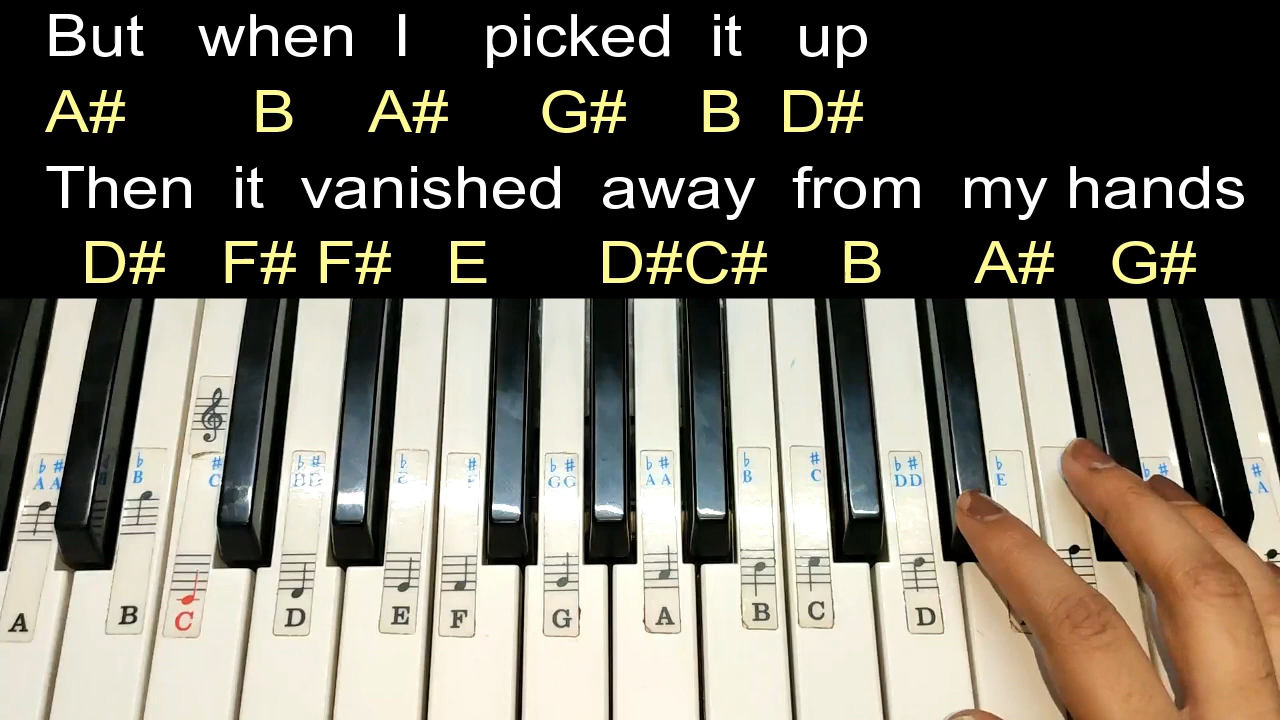 But when I picked it up
A# B A# G# B D#
Then it vanished away from my hands
D# F# F# E D# C# B A# G#
♭ ♯ ♭ ♯ ♭ ♯ ♭ ♯ ♭ ♯ ♭ ♯ ♭ ♯ ♭ ♯ ♯
A A B C D D E G G A A B C D D E A
A B C D E F G A B C D